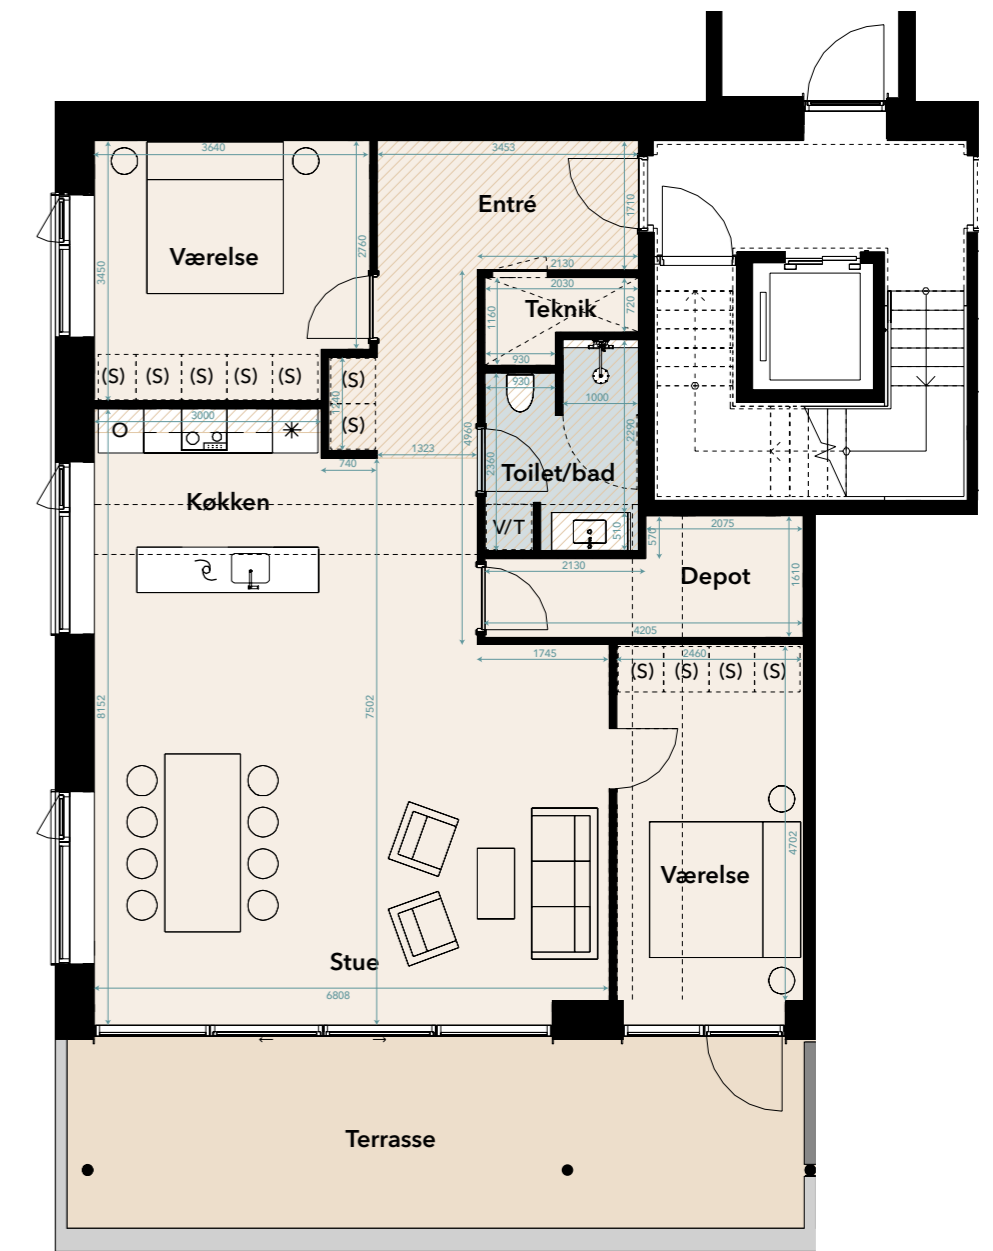 3640
3453
Entré
1710
Værelse
2760
3450
2130
2030
Teknik
720
1160
930
(S) (S) (S) (S) (S)
(S)
930
1000
1240
3000
(S)
2290
4960
1323
2360
740
Toilet/bad
Køkken
V/T
510
570
2075
2130
Depot
1610
4205
1745
2460
(S) (S) (S) (S)
8152
7502
4702
Værelse
Stue
6808
Terrasse